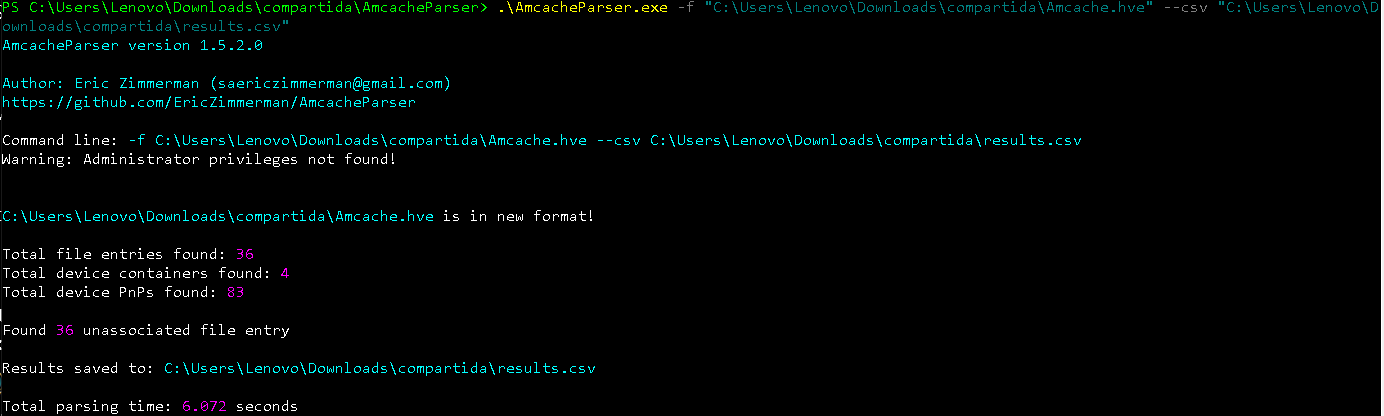 PS C:\Users\Lenovo\Downloads\compartida\AmcacheParser> .\AmcacheParser.exe -f "C:\Users\Lenovo\Downloads\compartida\Amcache.hve" --csv "C:\Users\Lenovo\D
ownloads\compartida\results.csv"
AmcacheParser version 1.5.2.0
Author: Eric Zimmerman (saericzimmerman@gmail.com)
https://github.com/EricZimmerman/AmcacheParser
Command line: -f C:\Users\Lenovo\Downloads\compartida\Amcache.hve --csv C:\Users\Lenovo\Downloads\compartida\results.csv
Warning: Administrator privileges not found!
C:\Users\Lenovo\Downloads\compartida\Amcache.hve is in new format!
Total file entries found: 36
Total device containers found: 4
Total device PnPs found: 83
Found 36 unassociated file entry
Results saved to: C:\Users\Lenovo\Downloads\compartida\results.csv
Total parsing time: 6.072 seconds